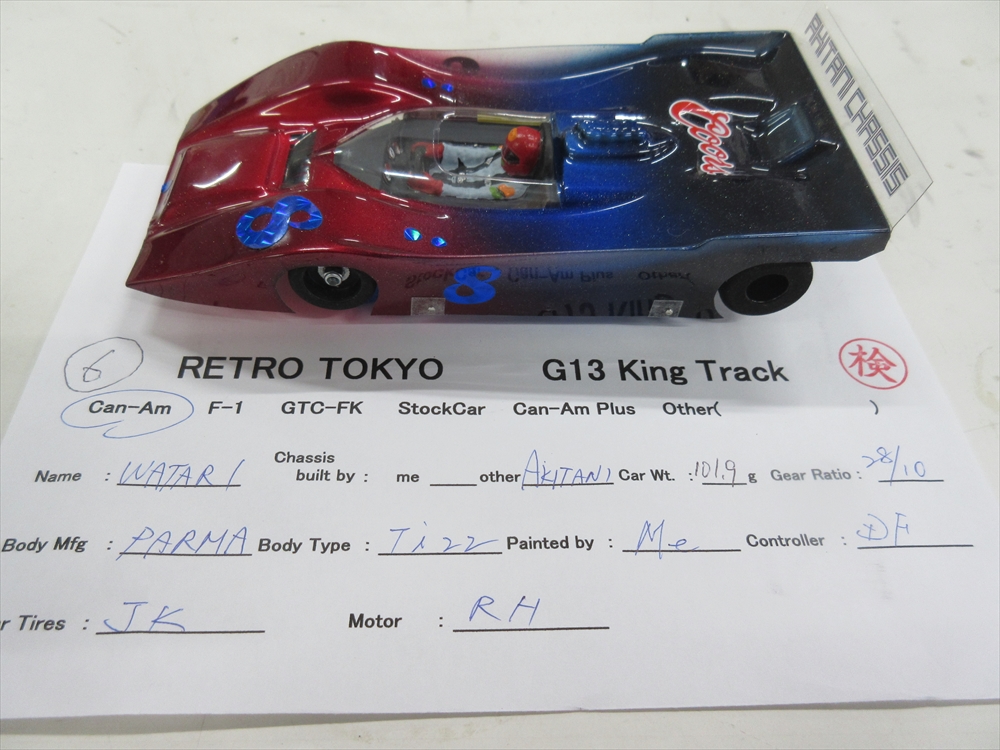 AKITANI CHASSIS
Coors
8
8
6 RETRO TOKYO G13 King Track 検
Can-Am F-1 GTC-FK StockCar Can-Am Plus Other( )
Name : WATARI Chassis built by : me ____ other AKITANI Car Wt. : 101.9 g Gear Ratio : 28/10
Body Mfg : PARMA Body Type : Tizz Painted by : Me Controller : DF
r Tires : JK Motor : RH